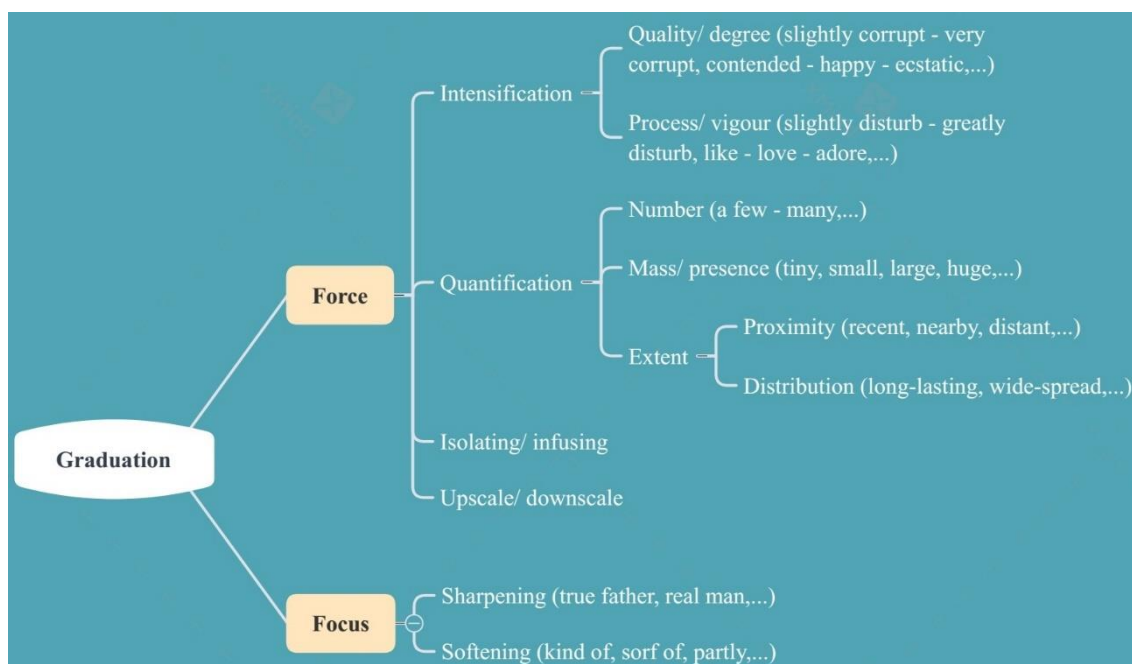 Quality/ degree (slightly corrupt - very
corrupt, contended - happy - ecstatic,...)
Intensification
Process/ vigour (slightly disturb - greatly
disturb, like - love - adore,...)
Number (a few - many,...)
Quantification
Mass/ presence (tiny, small, large, huge,...)
Force
Proximity (recent, nearby, distant,...)
Extent
Distribution (long-lasting, wide-spread,...)
Isolating/ infusing
Graduation
Upscale/ downscale
Sharpening (true father, real man,...)
Focus
Softening (kind of, sorf of, partly,...)